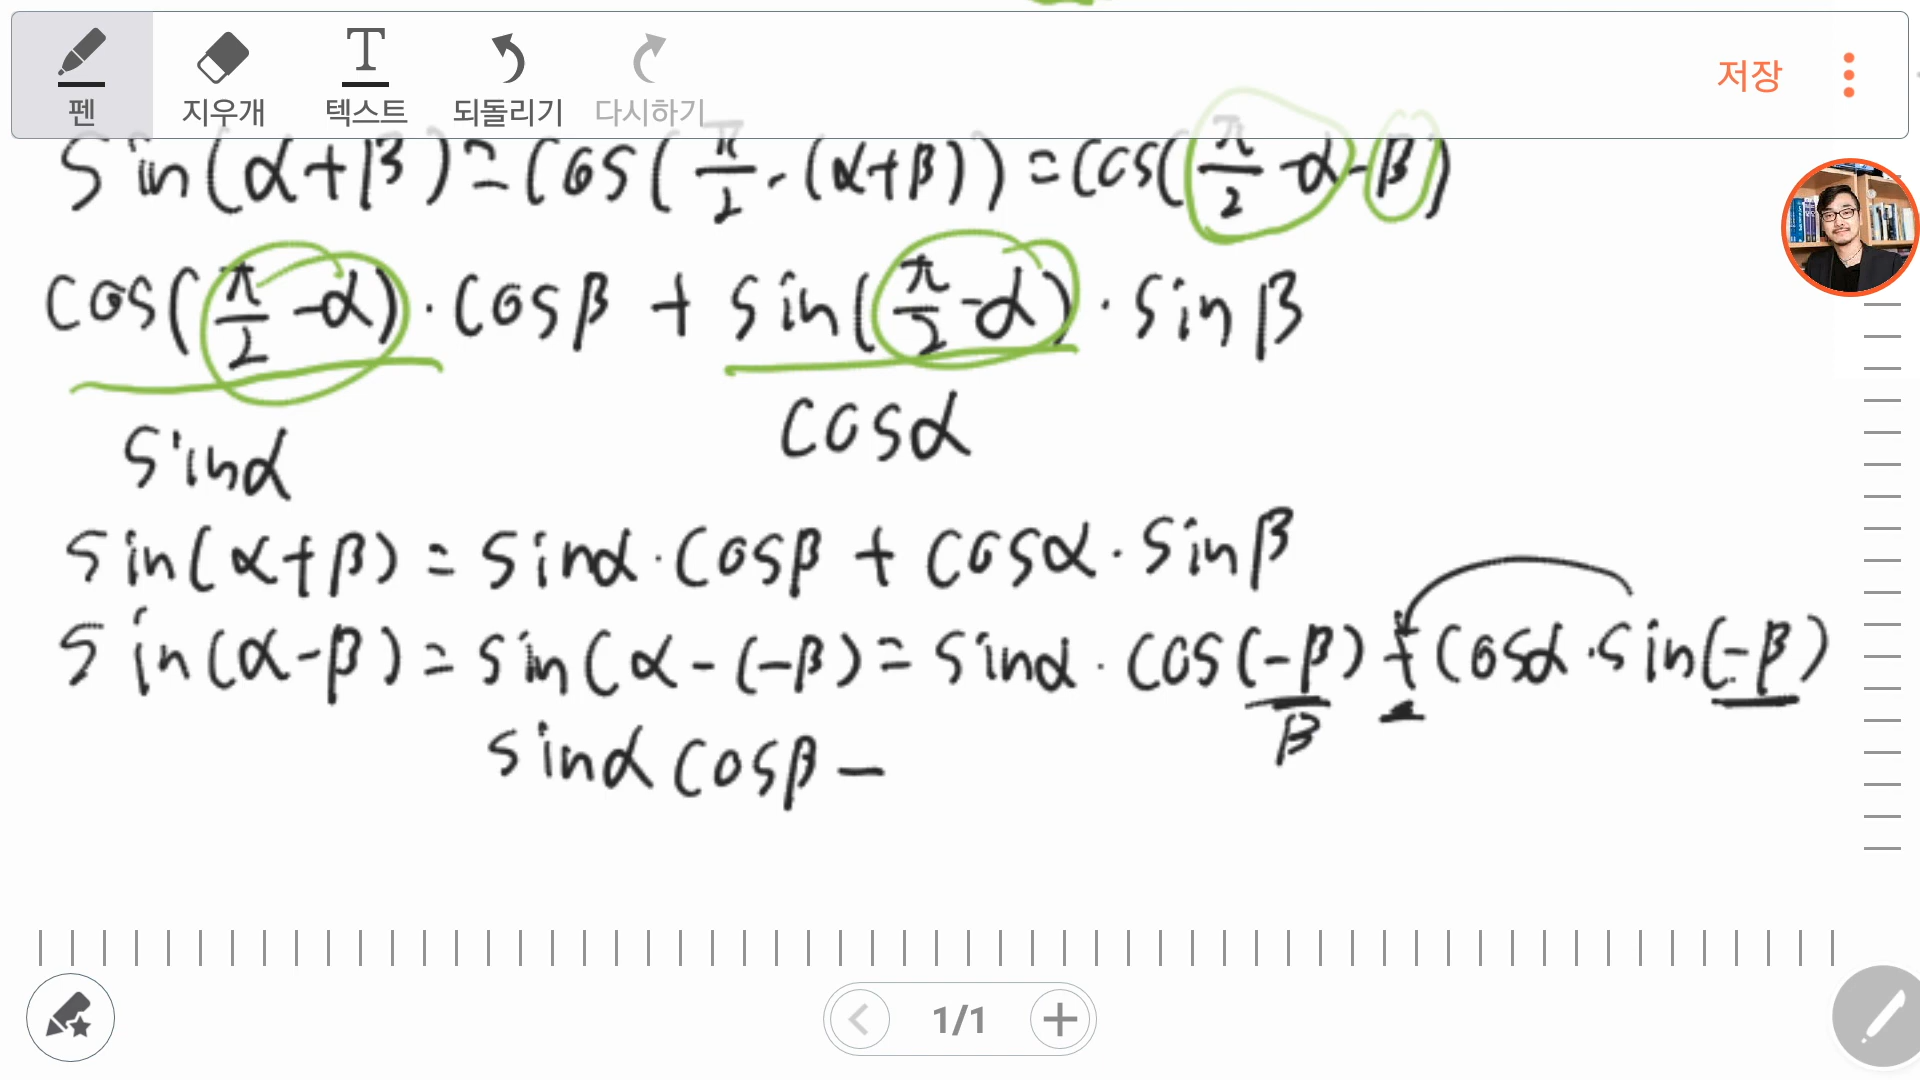 펜 지우개 텍스트 되돌리기 다시하기 저장
sin(α+β)=cos(π/2-(α+β))=cos(π/2-α-β)
cos(π/2-α)·cosβ+sin(π/2-α)·sinβ
sinα cosα
sin(α+β)=sinα·cosβ+cosα·sinβ
sin(α-β)=sin(α-(-β)=sinα·cos(-β)+cosα·sin(-β)
β
sinα cosβ-
1/1